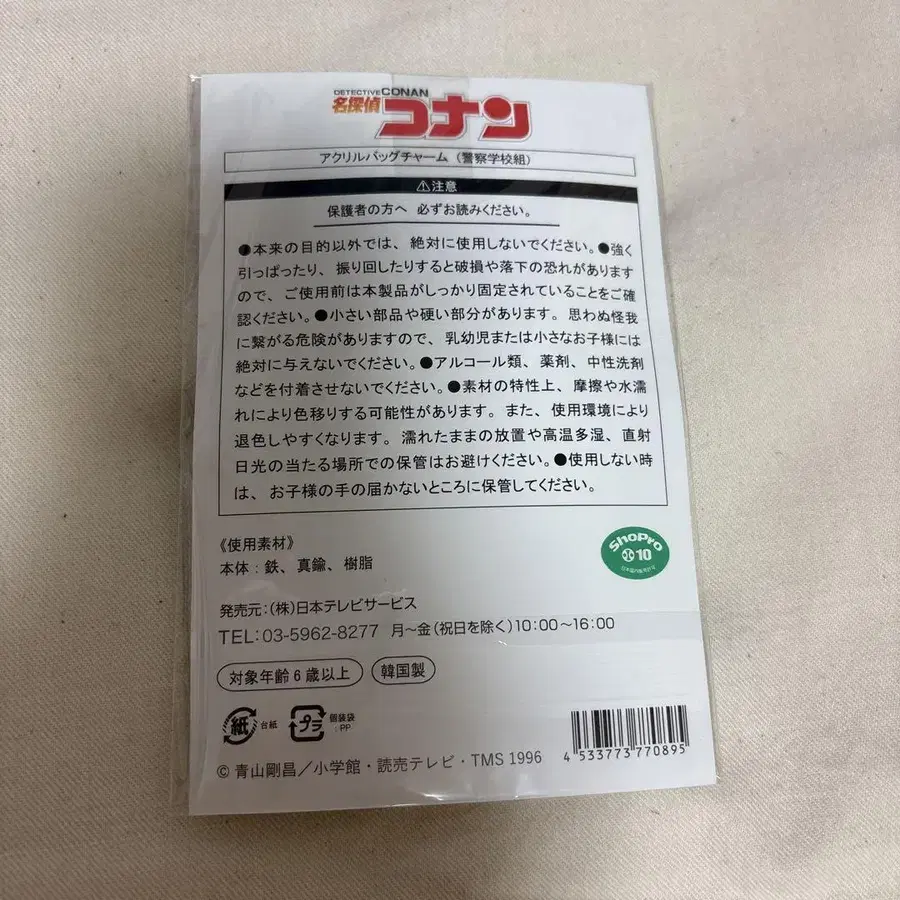 DETECTIVE CONAN
名探偵コナン
アクリルバッグチャーム（警察学校組）
⚠注意
保護者の方へ 必ずお読みください。
●本来の目的以外では、絶対に使用しないでください。●強く
引っぱったり、振り回したりすると破損や落下の恐れがあります
ので、ご使用前は本製品がしっかり固定されていることをご確
認ください。●小さい部品や硬い部分があります。思わぬ怪我
に繋がる危険がありますので、乳幼児または小さなお子様には
絶対に与えないでください。●アルコール類、薬剤、中性洗剤
などを付着させないでください。●素材の特性上、摩擦や水濡
れにより色移りする可能性があります。また、使用環境により
退色しやすくなります。濡れたままの放置や高温多湿、直射
日光の当たる場所での保管はお避けください。●使用しない時
は、お子様の手の届かないところに保管してください。
《使用素材》
本体：鉄、真鍮、樹脂
ShoPro
10
発売元：(株)日本テレビサービス
TEL：03-5962-8277 月～金（祝日を除く）10：00～16：00
対象年齢6歳以上
韓国製
紙
台紙
プラ
個装袋
:PP
4 533773 770895
© 青山剛昌／小学館・読売テレビ・TMS 1996